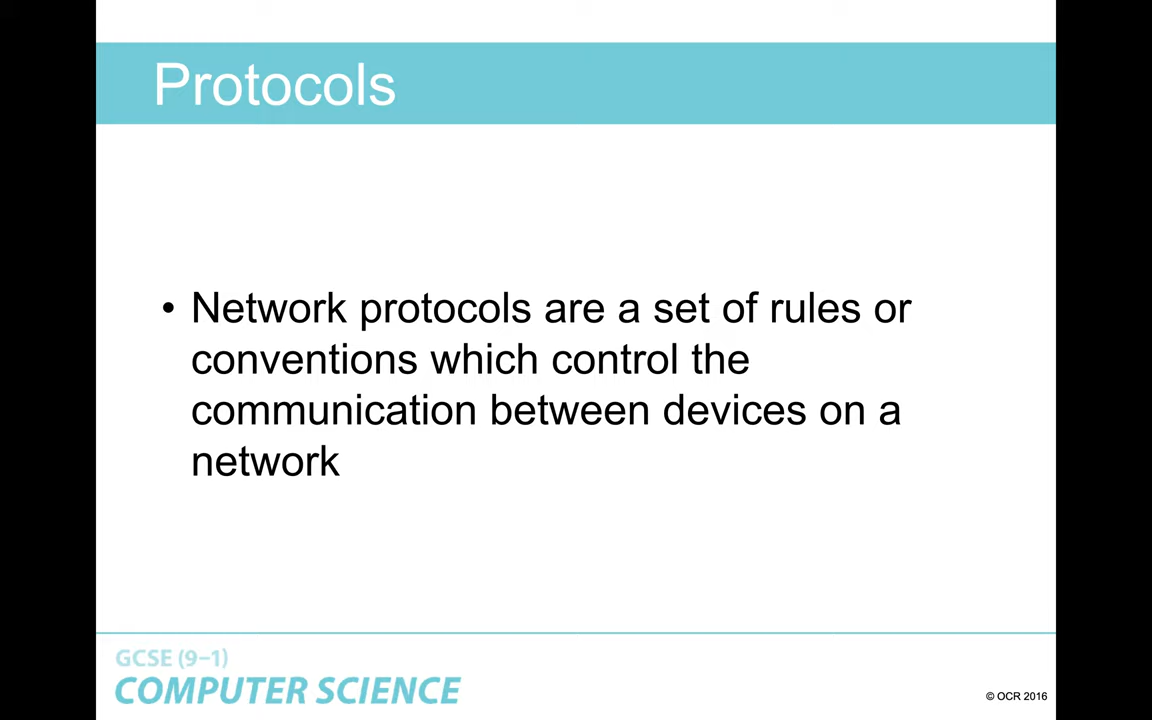 Protocols
• Network protocols are a set of rules or
conventions which control the
communication between devices on a
network
GCSE (9–1)
COMPUTER SCIENCE
© OCR 2016